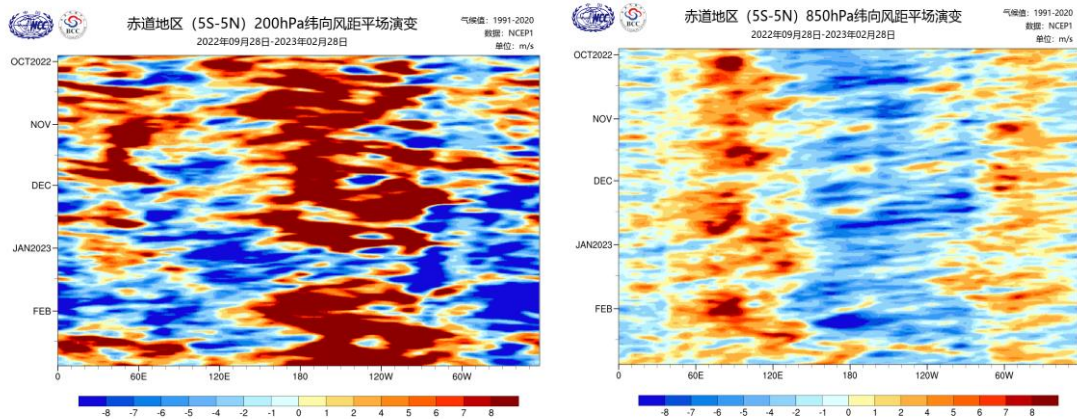 NCC
BCC
赤道地区（5S-5N）200hPa纬向风距平场演变
2022年09月28日-2023年02月28日
气候值：1991-2020
数据：NCEP1
单位：m/s
OCT2022
NOV
DEC
JAN2023
FEB
0 60E 120E 180 120W 60W
-8 -7 -6 -5 -4 -2 -1 0 1 2 4 5 6 7 8
NCC
BCC
赤道地区（5S-5N）850hPa纬向风距平场演变
2022年09月28日-2023年02月28日
气候值：1991-2020
数据：NCEP1
单位：m/s
OCT2022
NOV
DEC
JAN2023
FEB
0 60E 120E 180 120W 60W
-8 -7 -5 -4 -2 -1 0 1 2 4 5 6 7 8